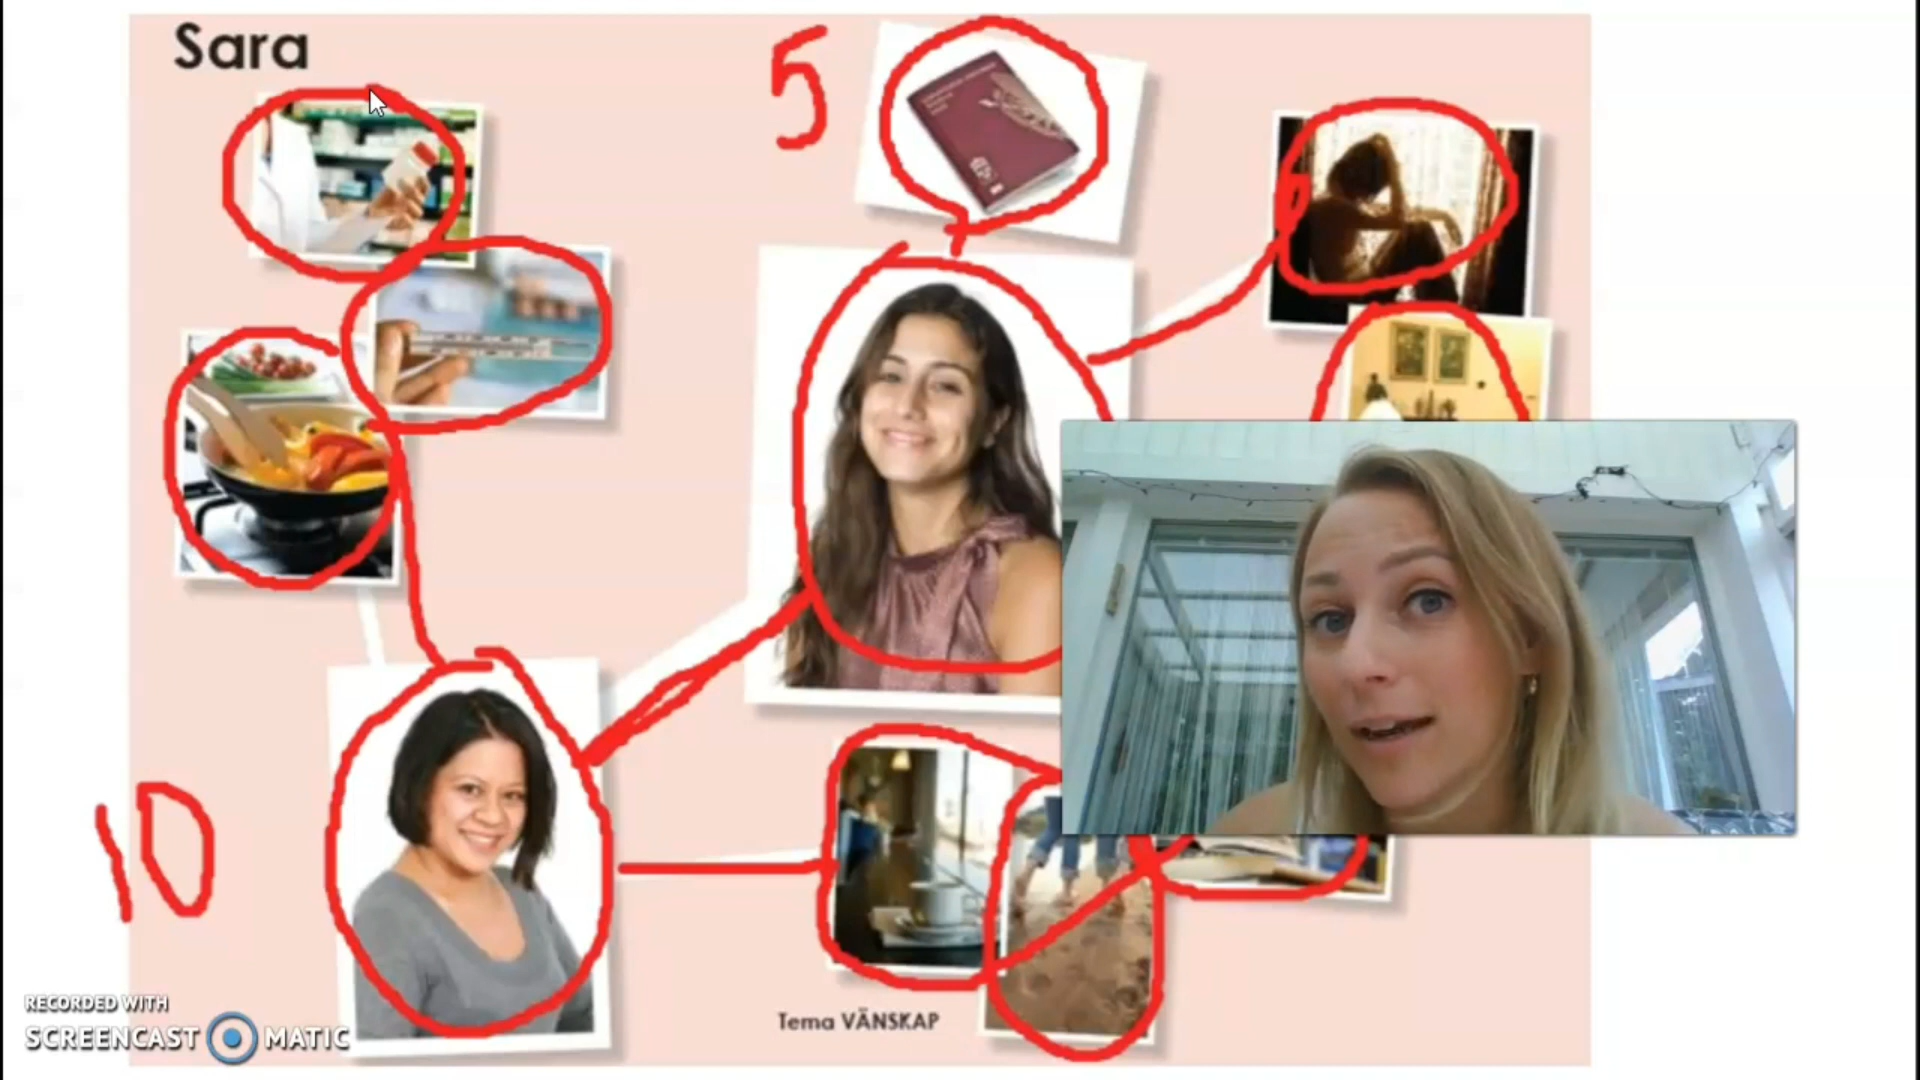 Sara
5
10
Tema VÄNSKAP
RECORDED WITH
SCREENCAST MATIC